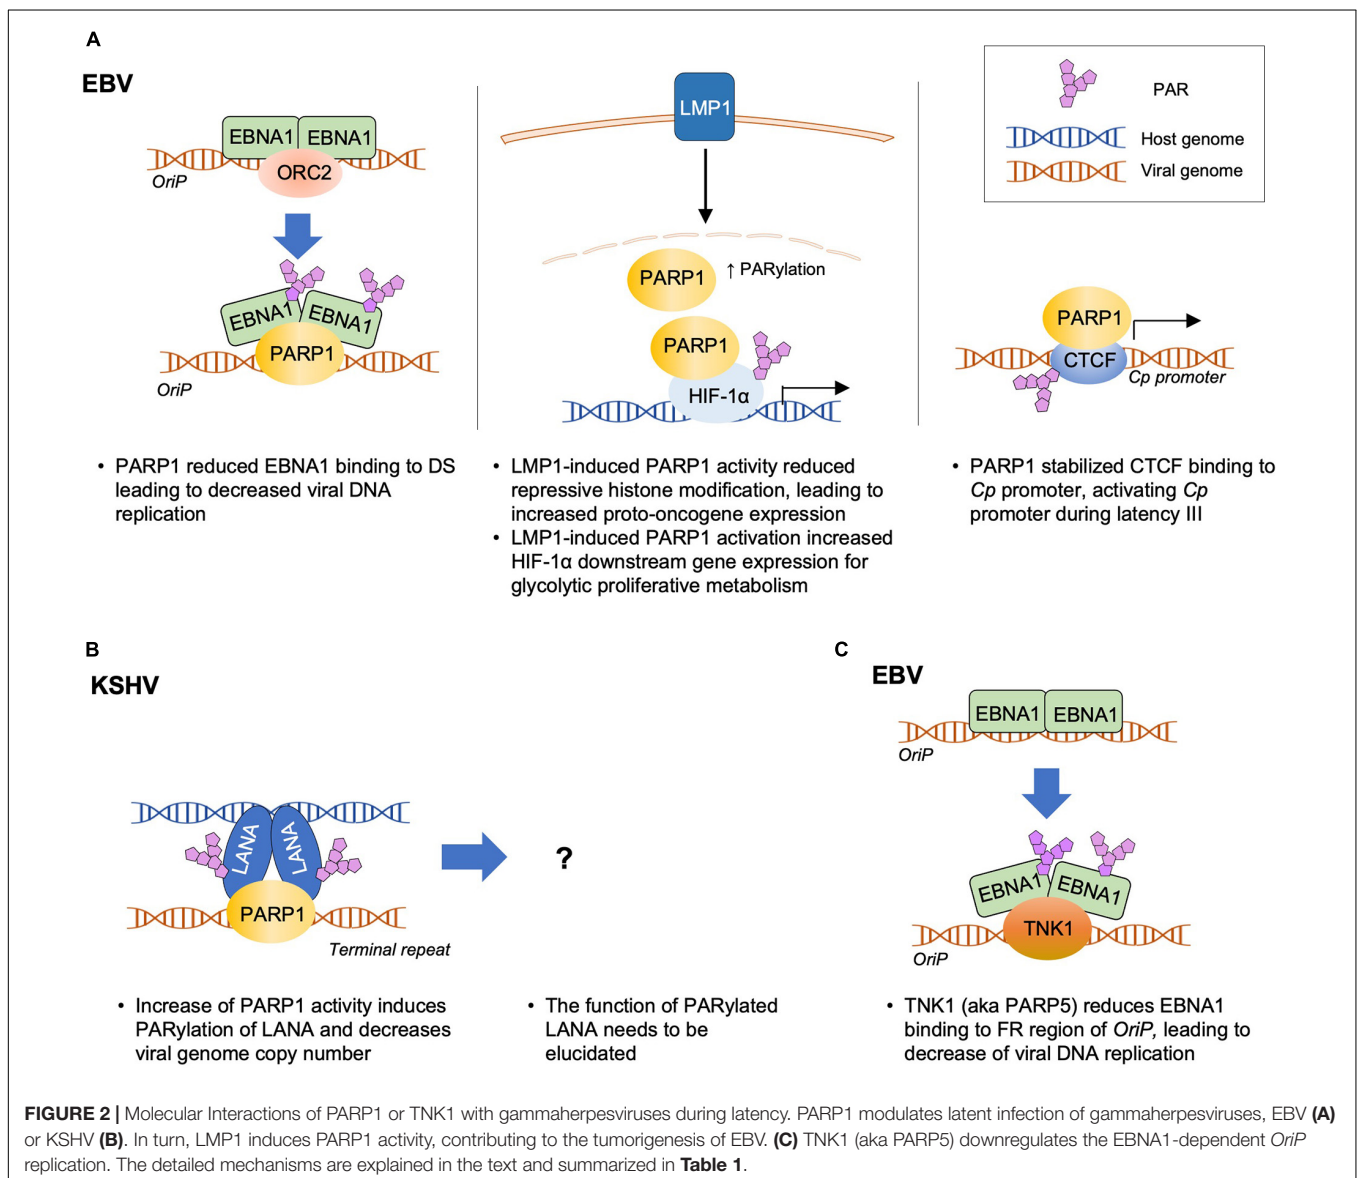 A
EBV
EBNA1 EBNA1
ORC2
OriP
EBNA1 EBNA1
PARP1
OriP
• PARP1 reduced EBNA1 binding to DS
leading to decreased viral DNA
replication
LMP1
PARP1 ↑ PARylation
PARP1
HIF-1α
• LMP1-induced PARP1 activity reduced
repressive histone modification, leading to
increased proto-oncogene expression
• LMP1-induced PARP1 activation increased
HIF-1α downstream gene expression for
glycolytic proliferative metabolism
PAR
Host genome
Viral genome
PARP1
CTCF
Cp promoter
• PARP1 stabilized CTCF binding to
Cp promoter, activating Cp
promoter during latency III
B
KSHV
LANA LANA
PARP1
Terminal repeat
?
• Increase of PARP1 activity induces
PARylation of LANA and decreases
viral genome copy number
• The function of PARylated
LANA needs to be
elucidated
C
EBV
EBNA1 EBNA1
OriP
EBNA1 EBNA1
TNK1
OriP
• TNK1 (aka PARP5) reduces EBNA1
binding to FR region of OriP, leading to
decrease of viral DNA replication
FIGURE 2 | Molecular Interactions of PARP1 or TNK1 with gammaherpesviruses during latency. PARP1 modulates latent infection of gammaherpesviruses, EBV (A)
or KSHV (B). In turn, LMP1 induces PARP1 activity, contributing to the tumorigenesis of EBV. (C) TNK1 (aka PARP5) downregulates the EBNA1-dependent OriP
replication. The detailed mechanisms are explained in the text and summarized in Table 1.